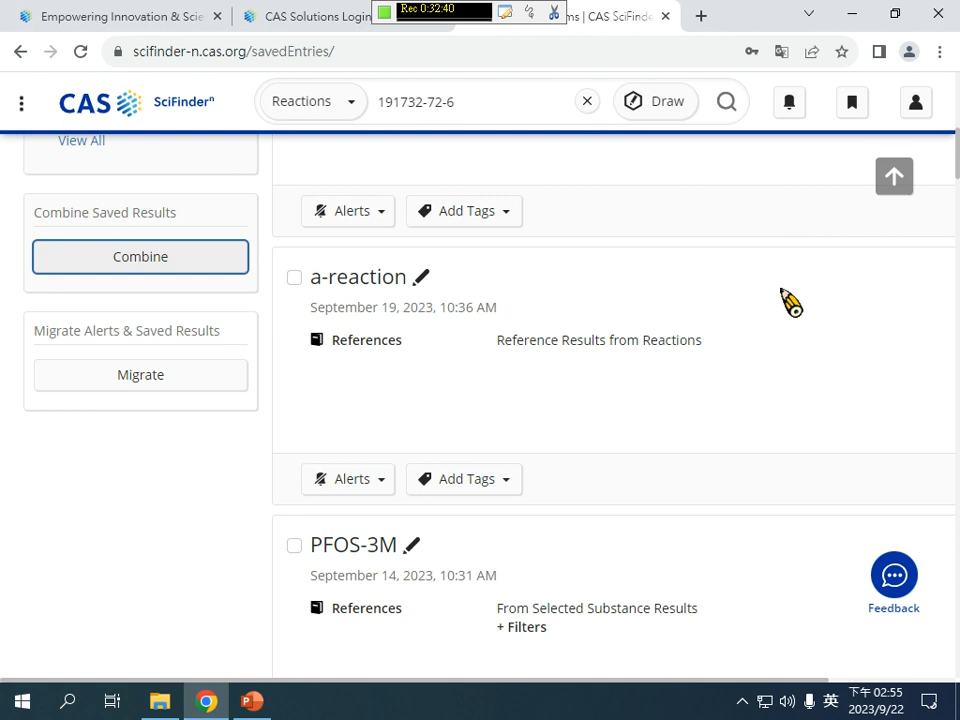 Empowering Innovation & Scie
CAS Solutions Login
Rec 0:32:40
ms | CAS SciFinde
scifinder-n.cas.org/savedEntries/
CAS SciFinderⁿ
Reactions
191732-72-6
Draw
View All
Combine Saved Results
Combine
Migrate Alerts & Saved Results
Migrate
Alerts
Add Tags
a-reaction
September 19, 2023, 10:36 AM
References
Reference Results from Reactions
Alerts
Add Tags
PFOS-3M
September 14, 2023, 10:31 AM
References
From Selected Substance Results
+ Filters
Feedback
英
下午 02:55
2023/9/22